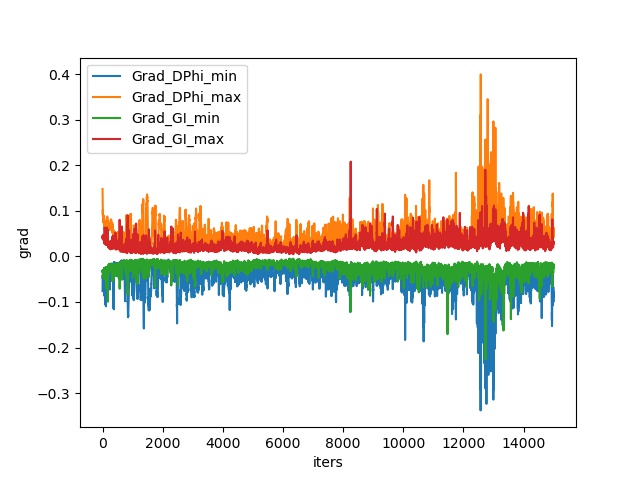 Grad_DPhi_min
Grad_DPhi_max
Grad_GI_min
Grad_GI_max
0.4
0.3
0.2
0.1
0.0
−0.1
−0.2
−0.3
grad
0 2000 4000 6000 8000 10000 12000 14000
iters